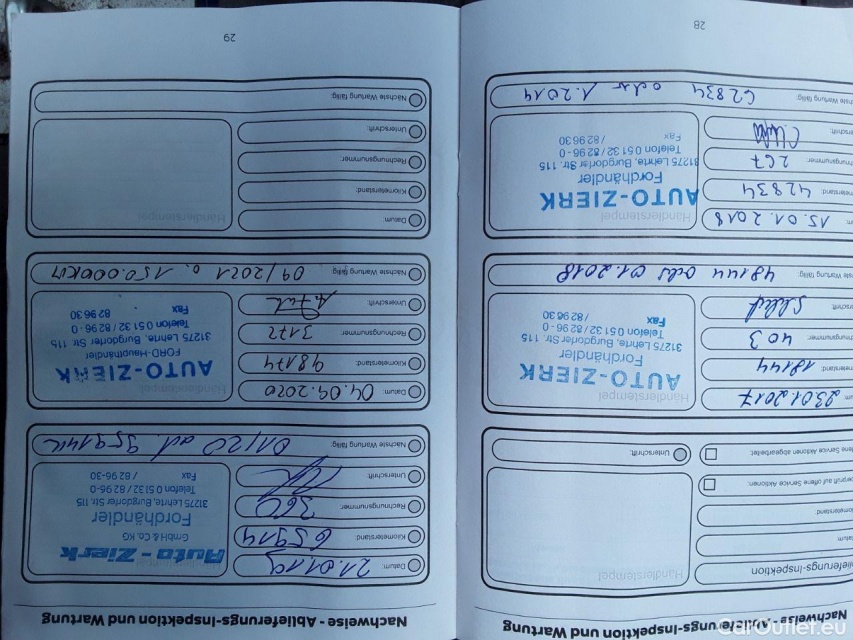 Nachweise - Ablieferungs-Inspektion und Wartung
Ablieferungs-Inspektion
Händlerstempel
Unterschrift:
23.01.2017
18144
403
48144 oder 01.2018
Händlerstempel
AUTO-ZIERK
Fordhändler
31275 Lehrte, Burgdorfer Str. 115
Telefon 0 51 32 / 82 96 - 0
Fax / 82 96 30
15.01.2018
42834
267
62834 oder 1.2019
Händlerstempel
AUTO-ZIERK
Fordhändler
31275 Lehrte, Burgdorfer Str. 115
Telefon 0 51 32 / 82 96 - 0
Fax / 82 96 30
28
Nachweise - Ablieferungs-Inspektion und Wartung
Datum: 21.01.19
Kilometerstand: 65914
Rechnungsnummer: 360
Unterschrift:
Nächste Wartung fällig: 01/20
Auto-Zierk
GmbH & Co. KG
Fordhändler
31275 Lehrte, Burgdorfer Str. 115
Telefon 0 51 32 / 82 96-0
Fax / 82 96-30
Datum: 04.09.2020
Kilometerstand: 98174
Rechnungsnummer: 3172
Unterschrift:
Nächste Wartung fällig: 09/2021 o. 150.000KM
Händlerstempel
AUTO-ZIERK
FORD-Haupthändler
31275 Lehrte, Burgdorfer Str. 115
Telefon 0 51 32 / 82 96 - 0
Fax 82 96 30
Datum:
Kilometerstand:
Rechnungsnummer:
Unterschrift:
Nächste Wartung fällig:
Händlerstempel
29
CarOutlet.eu